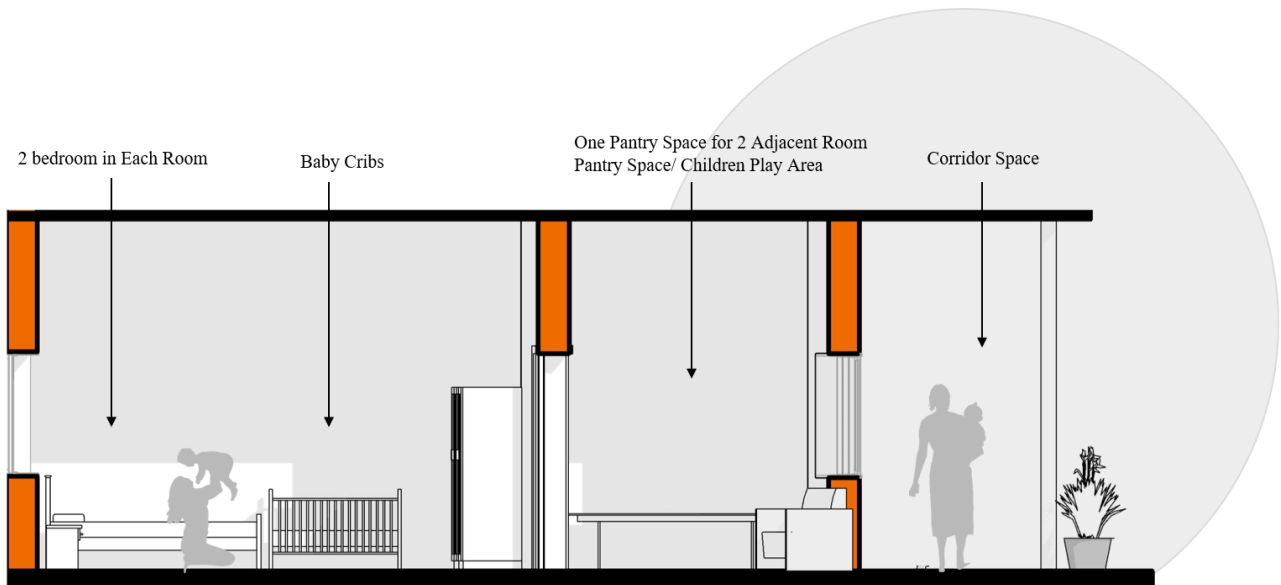 2 bedroom in Each Room
Baby Cribs
One Pantry Space for 2 Adjacent Room
Pantry Space/ Children Play Area
Corridor Space